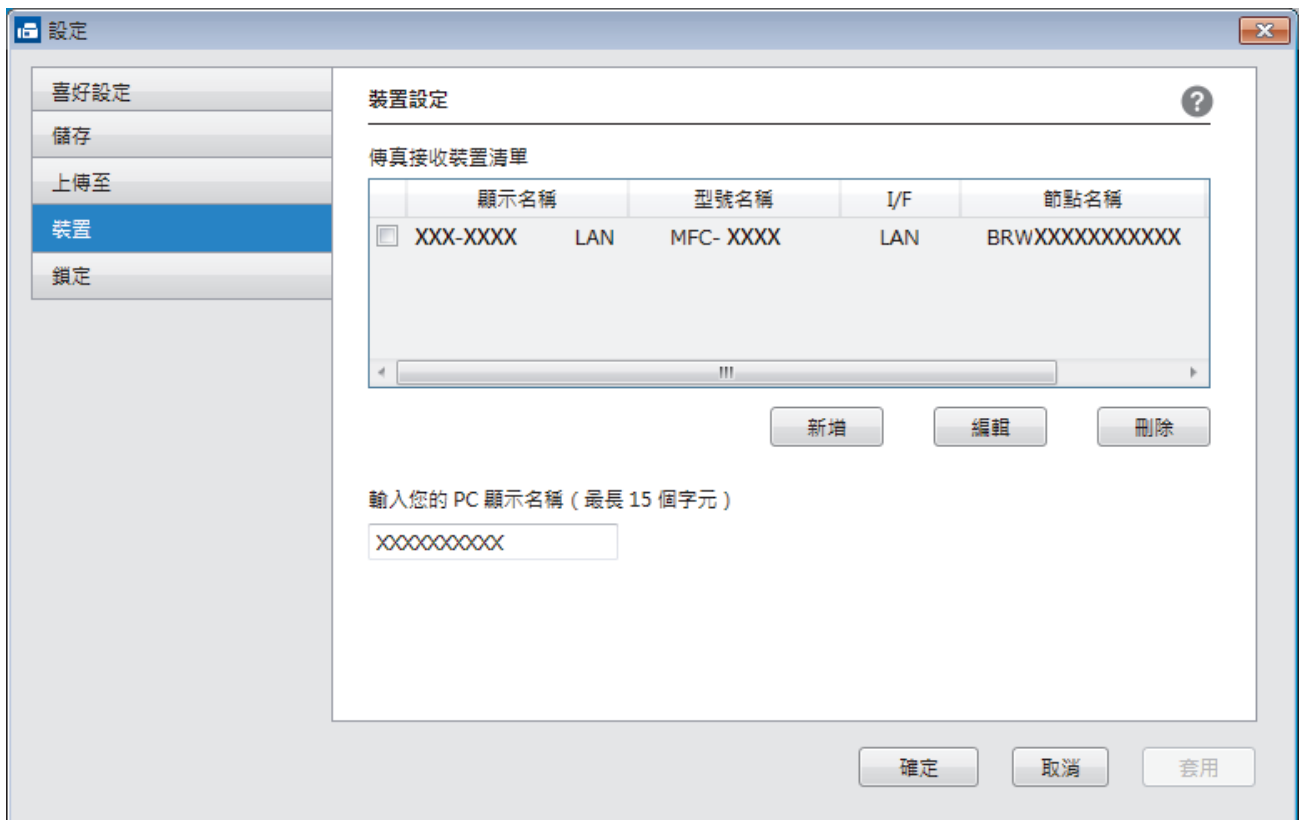 設定
喜好設定
儲存
上傳至
裝置
鎖定
裝置設定
?
傳真接收裝置清單
顯示名稱 型號名稱 I/F 節點名稱
XXX-XXXX LAN MFC- XXXX LAN BRWXXXXXXXXXXX
新增 編輯 刪除
輸入您的 PC 顯示名稱 ( 最長 15 個字元 )
XXXXXXXXXX
確定 取消 套用